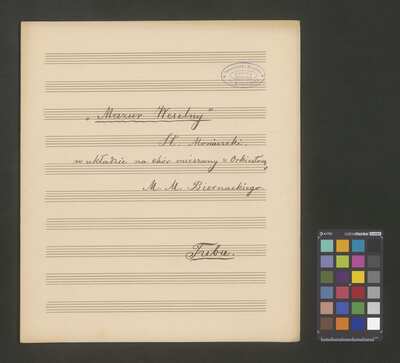 „Mazur Weselny"
St. Moniuszki.
w układzie na chór mieszany z Orkiestrą
M. M. Biernackiego
Tuba.